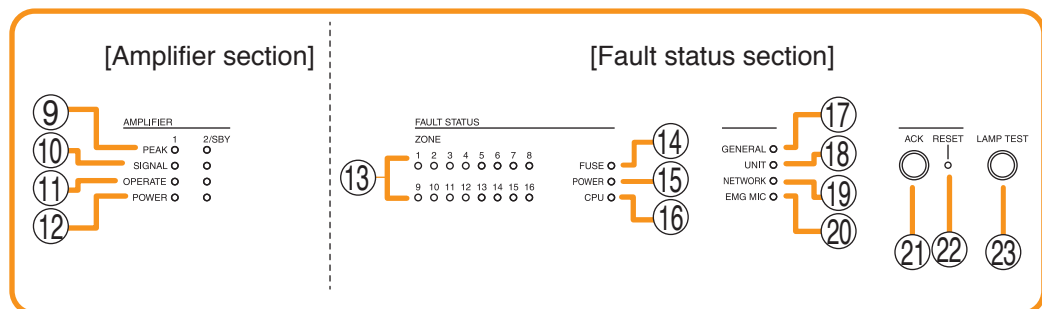 [Amplifier section]
[Fault status section]
9
10
11
12
AMPLIFIER
1 2/SBY
PEAK
SIGNAL
OPERATE
POWER
13
FAULT STATUS
ZONE
1 2 3 4 5 6 7 8
9 10 11 12 13 14 15 16
FUSE
POWER
CPU
14
15
16
GENERAL
UNIT
NETWORK
EMG MIC
17
18
19
20
ACK RESET LAMP TEST
21 22 23